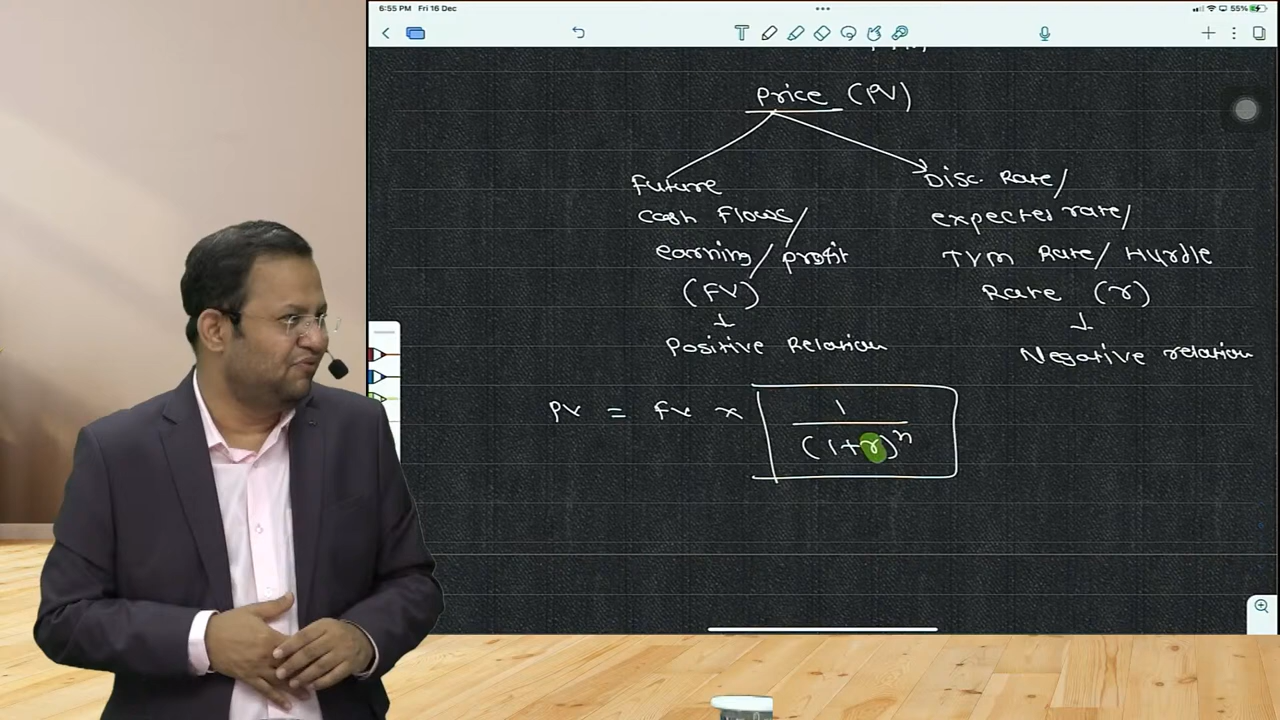 6:55 PM Fri 16 Dec
55%
T
Price (PV)
Future
cash flows/
earning/profit
(FV)
Positive Relation
Disc. Rate/
expected rate/
TVM Rate/ Hurdle
Rate (r)
Negative relation
PV = FV × 1
(1+r)^n